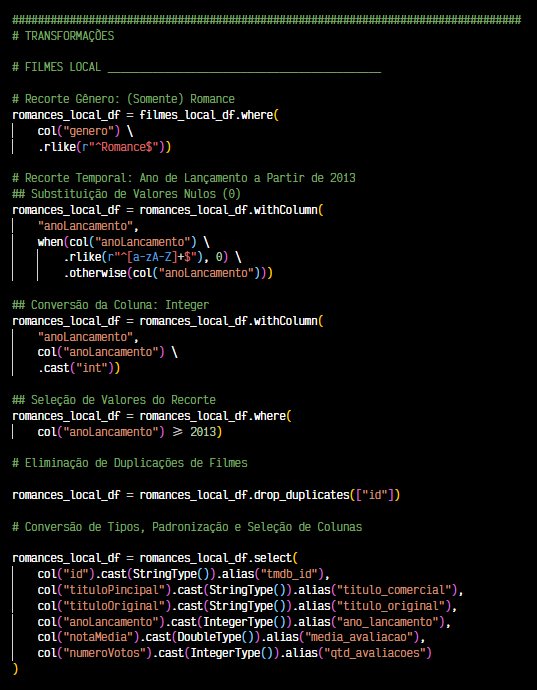 ################################################################################
# TRANSFORMAÇÕES
# FILMES LOCAL ___________________________________________
# Recorte Gênero: (Somente) Romance
romances_local_df = filmes_local_df.where(
col("genero") \
.rlike(r"^Romance$"))
# Recorte Temporal: Ano de Lançamento a Partir de 2013
## Substituição de Valores Nulos (0)
romances_local_df = romances_local_df.withColumn(
"anoLancamento",
when(col("anoLancamento") \
.rlike(r"^[a-zA-Z]+$"), 0) \
.otherwise(col("anoLancamento")))
## Conversão da Coluna: Integer
romances_local_df = romances_local_df.withColumn(
"anoLancamento",
col("anoLancamento") \
.cast("int"))
## Seleção de Valores do Recorte
romances_local_df = romances_local_df.where(
col("anoLancamento") >= 2013)
# Eliminação de Duplicações de Filmes
romances_local_df = romances_local_df.drop_duplicates(["id"])
# Conversão de Tipos, Padronização e Seleção de Colunas
romances_local_df = romances_local_df.select(
col("id").cast(StringType()).alias("tmdb_id"),
col("tituloPincipal").cast(StringType()).alias("titulo_comercial"),
col("tituloOriginal").cast(StringType()).alias("titulo_original"),
col("anoLancamento").cast(IntegerType()).alias("ano_lancamento"),
col("notaMedia").cast(DoubleType()).alias("media_avaliacao"),
col("numeroVotos").cast(IntegerType()).alias("qtd_avaliacoes")
)